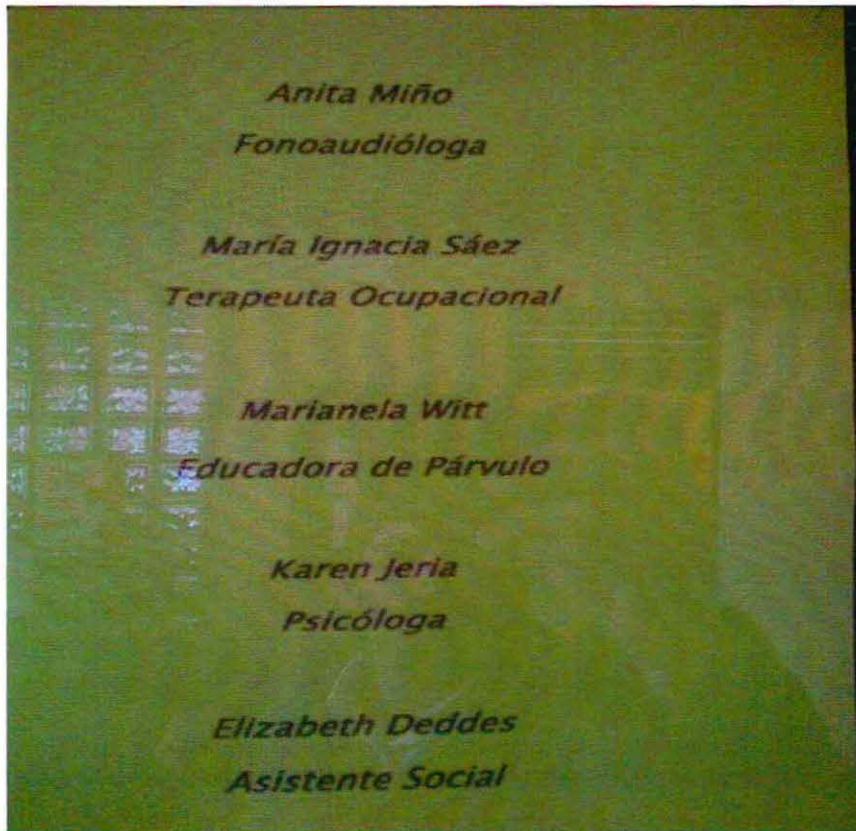 Anita Miño
Fonoaudióloga
María Ignacia Sáez
Terapeuta Ocupacional
Marianela Witt
Educadora de Párvulo
Karen Jeria
Psicóloga
Elizabeth Deddes
Asistente Social